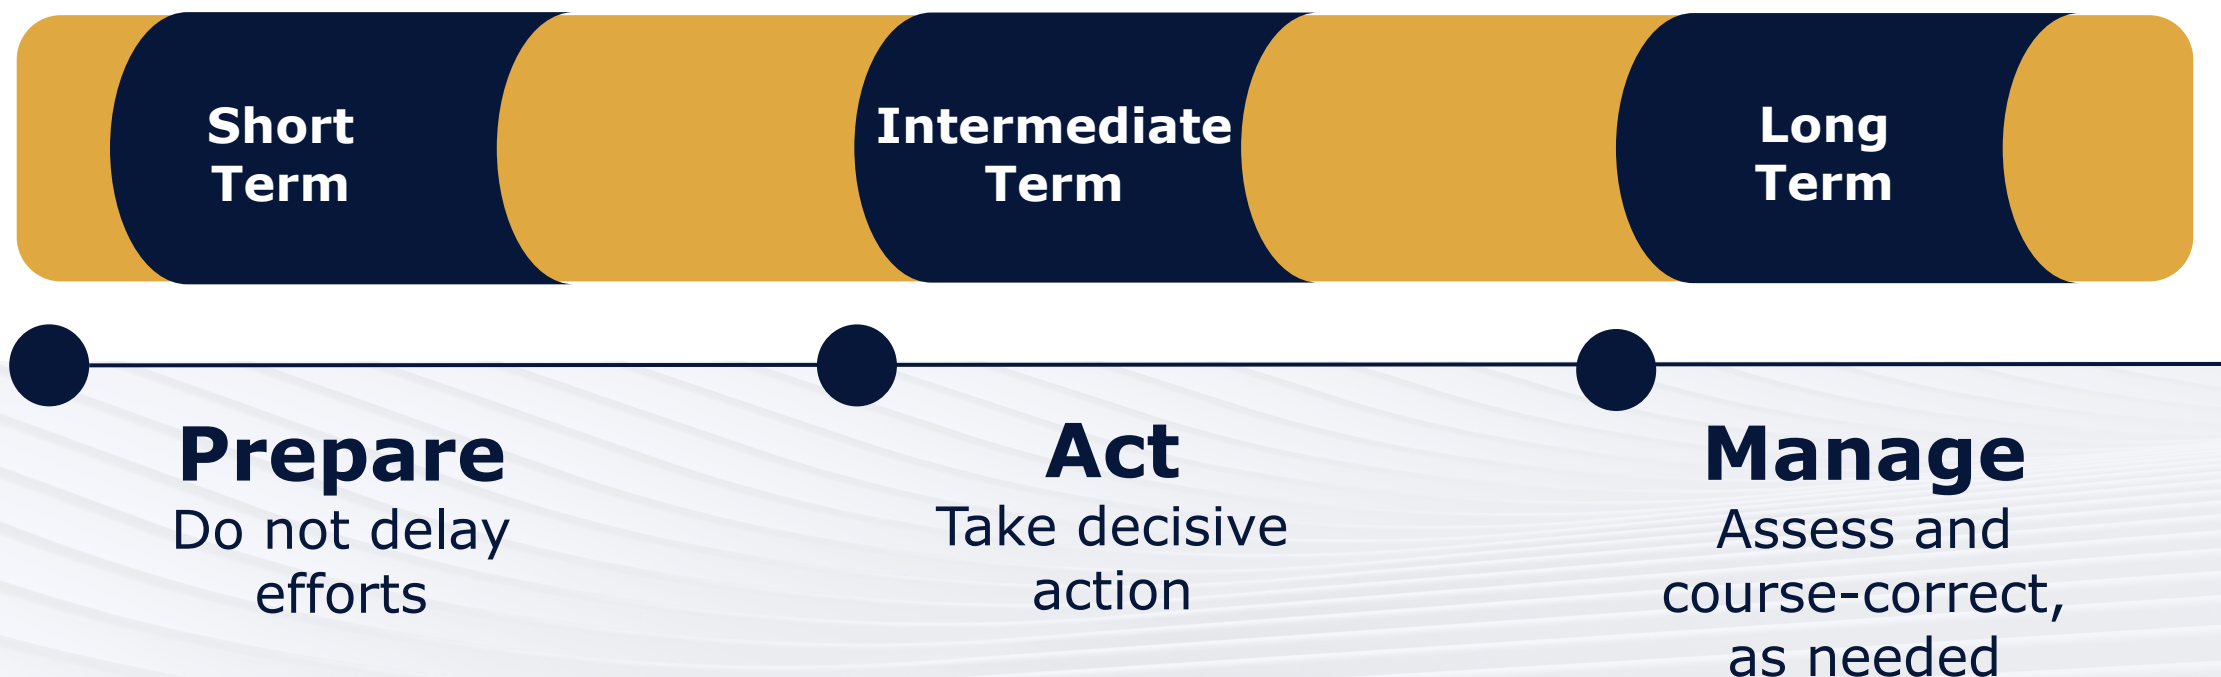 Short
Term
Intermediate
Term
Long
Term
Prepare
Do not delay
efforts
Act
Take decisive
action
Manage
Assess and
course-correct,
as needed